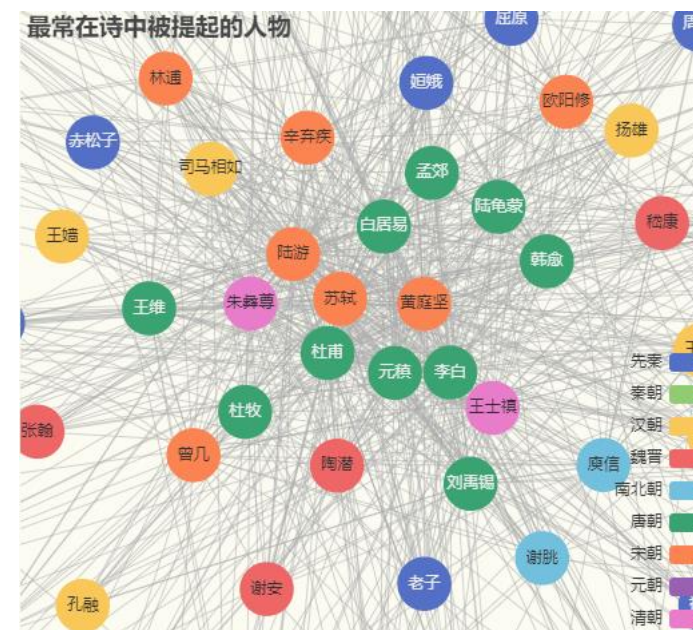 最常在诗中被提起的人物
屈原
林逋
姮娥
欧阳修
扬雄
赤松子
辛弃疾
司马相如
孟郊
陆龟蒙
白居易
嵇康
王嫱
陆游
韩愈
王维
朱彝尊
苏轼
黄庭坚
杜甫
元稹
李白
王士禛
杜牧
张翰
曾几
陶潜
庾信
刘禹锡
谢朓
谢安
老子
孔融
先秦
秦朝
汉朝
魏晋
南北朝
唐朝
宋朝
元朝
清朝